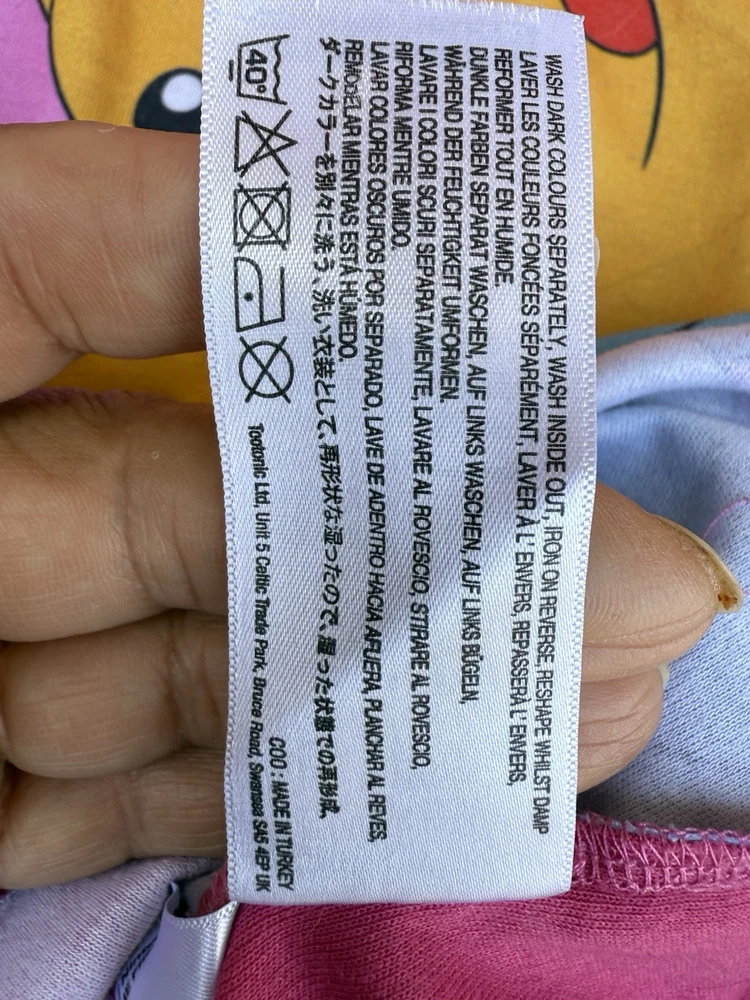 WASH DARK COLOURS SEPARATELY, WASH INSIDE OUT, IRON ON REVERSE, RESHAPE WHILST DAMP
LAVER LES COULEURS FONCÉES SÉPARÉMENT, LAVER À L' ENVERS, REPASSER À L' ENVERS,
REFORMER TOUT EN HUMIDE.
DUNKLE FARBEN SEPARAT WASCHEN, AUF LINKS WASCHEN, AUF LINKS BÜGELN,
WÄHREND DER FEUCHTIGKEIT UMFORMEN.
LAVARE I COLORI SCURI SEPARATAMENTE, LAVARE AL ROVESCIO, STIRARE AL ROVESCIO,
RIFORMA MENTRE UMIDO.
LAVAR COLORES OSCUROS POR SEPARADO, LAVE DE ADENTRO HACIA AFUERA, PLANCHAR AL REVES,
REMODELAR MIENTRAS ESTÁ HÚMEDO.
ダークカラーを別々に洗う、洗い衣装として、再形状な湿ったので、湿った状態での再形成.
40°
COO : MADE IN TURKEY
Tootonic Ltd, Unit 5 Celtic Trade Park, Bruce Road, Swansea SA5 4EP UK